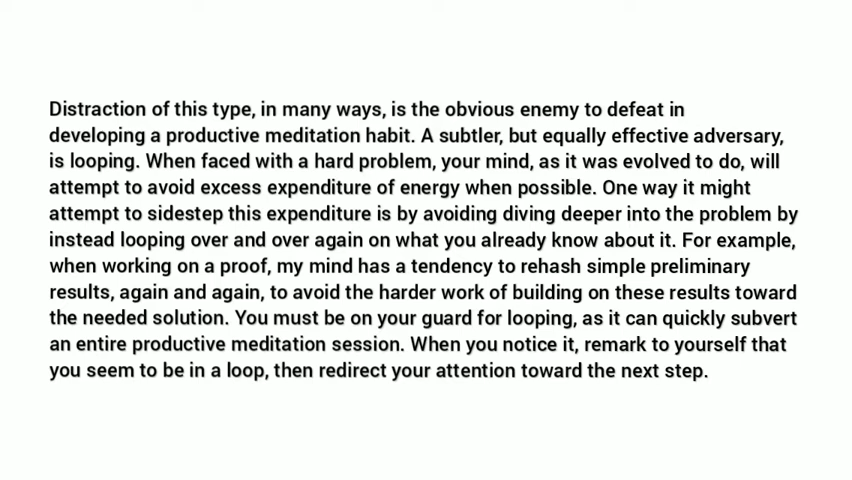 Distraction of this type, in many ways, is the obvious enemy to defeat in
developing a productive meditation habit. A subtler, but equally effective adversary,
is looping. When faced with a hard problem, your mind, as it was evolved to do, will
attempt to avoid excess expenditure of energy when possible. One way it might
attempt to sidestep this expenditure is by avoiding diving deeper into the problem by
instead looping over and over again on what you already know about it. For example,
when working on a proof, my mind has a tendency to rehash simple preliminary
results, again and again, to avoid the harder work of building on these results toward
the needed solution. You must be on your guard for looping, as it can quickly subvert
an entire productive meditation session. When you notice it, remark to yourself that
you seem to be in a loop, then redirect your attention toward the next step.